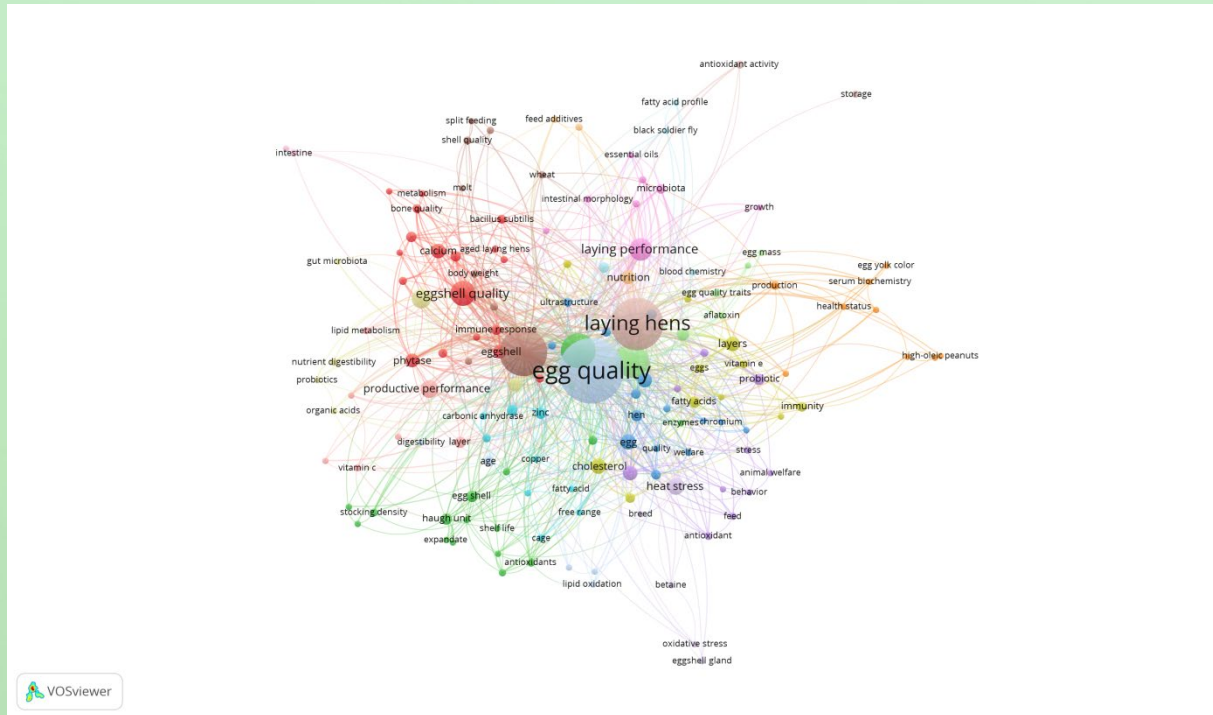 antioxidant activity
storage
fatty acid profile
split feeding
feed additives
black soldier fly
shell quality
intestine
essential oils
wheat
molt
microbiota
metabolism
intestinal morphology
bone quality
growth
bacillus subtilis
calcium
aged laying hens
laying performance
egg mass
gut microbiota
egg yolk color
body weight
nutrition
blood chemistry
serum biochemistry
production
eggshell quality
egg quality traits
ultrastructure
health status
aflatoxin
laying hens
lipid metabolism
immune response
layers
eggshell
high-oleic peanuts
nutrient digestibility
phytase
egg quality
eggs
vitamin e
probiotics
probiotic
productive performance
fatty acids
immunity
organic acids
carbonic anhydrase
zinc
hen
enzymes
chromium
digestibility
layer
egg
quality
welfare
stress
age
copper
vitamin c
cholesterol
animal welfare
fatty acid
heat stress
behavior
egg shell
stocking density
free range
breed
feed
haugh unit
shelf life
expandate
cage
antioxidant
antioxidants
lipid oxidation
betaine
oxidative stress
eggshell gland
VOSviewer